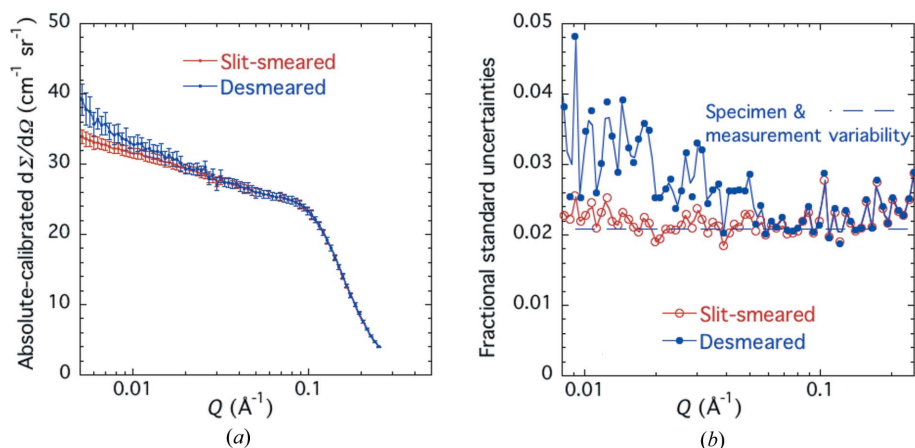 50
40
30
20
10
0
Absolute-calibrated dΣ/dΩ (cm⁻¹ sr⁻¹)
Slit-smeared
Desmeared
0.01
0.1
Q (Å⁻¹)
(a)
0.05
0.04
0.03
0.02
0.01
0.00
Fractional standard uncertainties
Specimen &
measurement variability
Slit-smeared
Desmeared
0.01
0.1
Q (Å⁻¹)
(b)